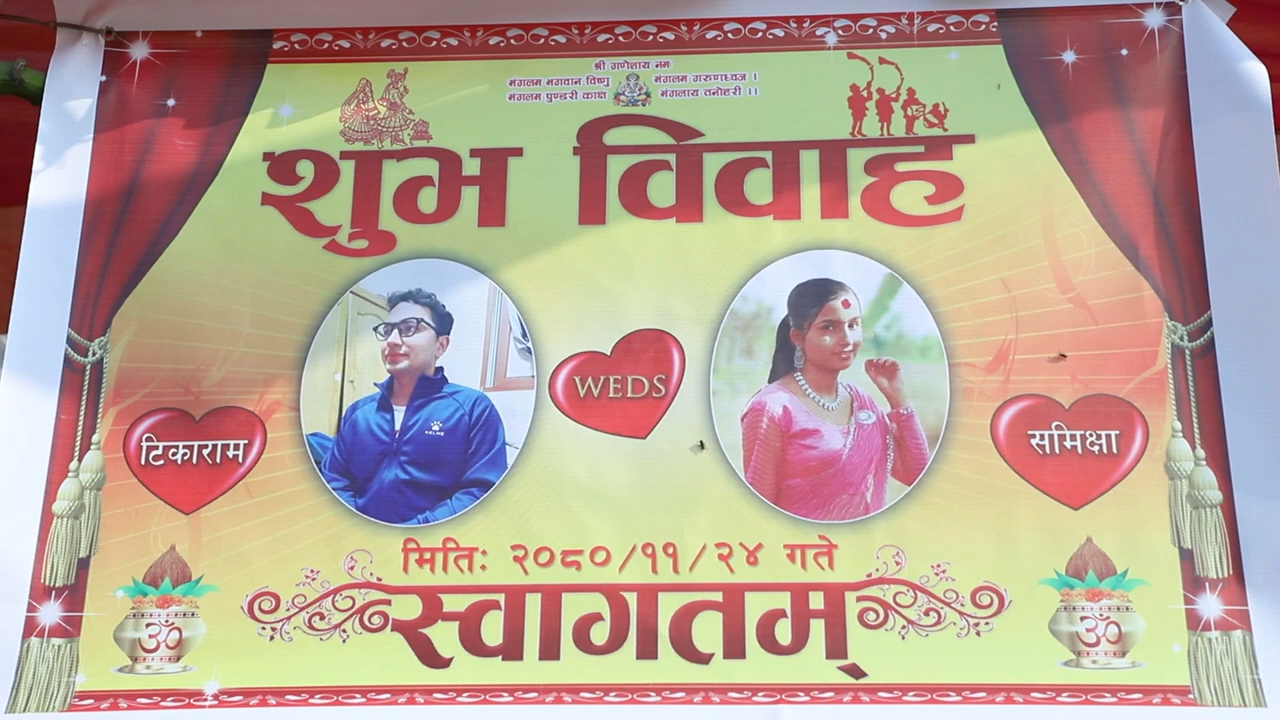 श्री गणेशाय नमः
मंगलम भगवान विष्णु मंगलम गरुणध्वज ।
मंगलम पुण्डरी काक्ष मंगलाय तनोहरी ।।
शुभ विवाह
WEDS
टिकाराम
समिक्षा
KELME
मितिः २०८०/११/२४ गते
स्वागतम्
ॐ
ॐ